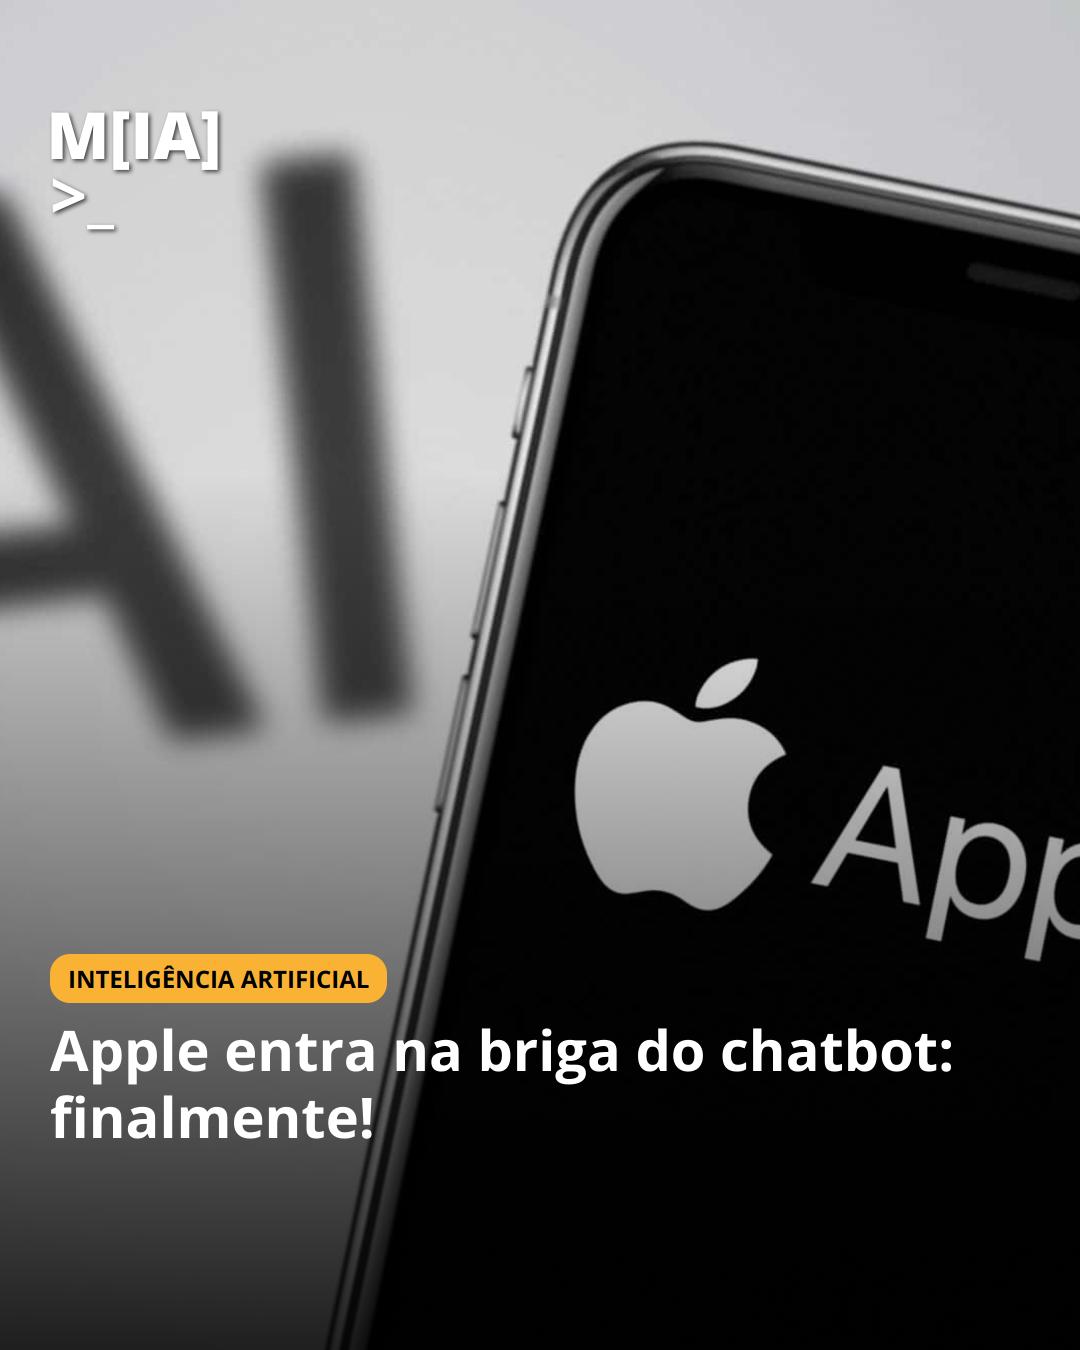 M[IA]
>_
AI
App
INTELIGÊNCIA ARTIFICIAL
Apple entra na briga do chatbot:
finalmente!